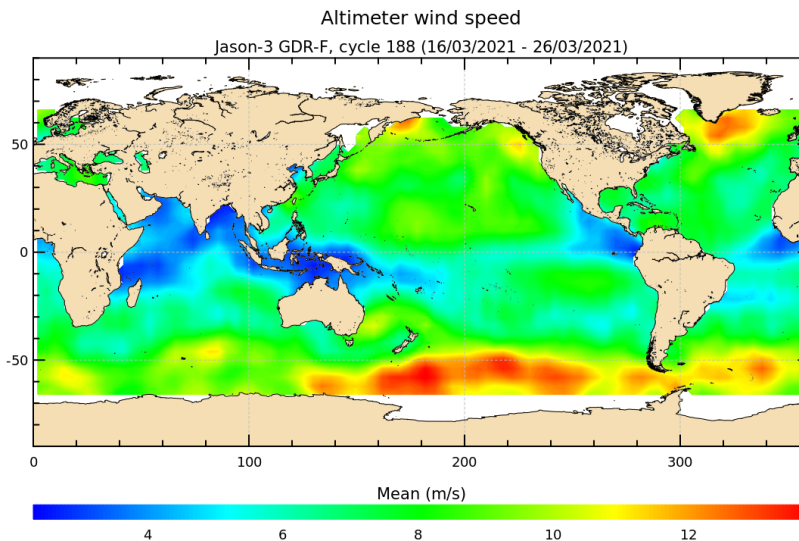 Altimeter wind speed
Jason-3 GDR-F, cycle 188 (16/03/2021 - 26/03/2021)
50
0
-50
0 100 200 300
Mean (m/s)
4 6 8 10 12